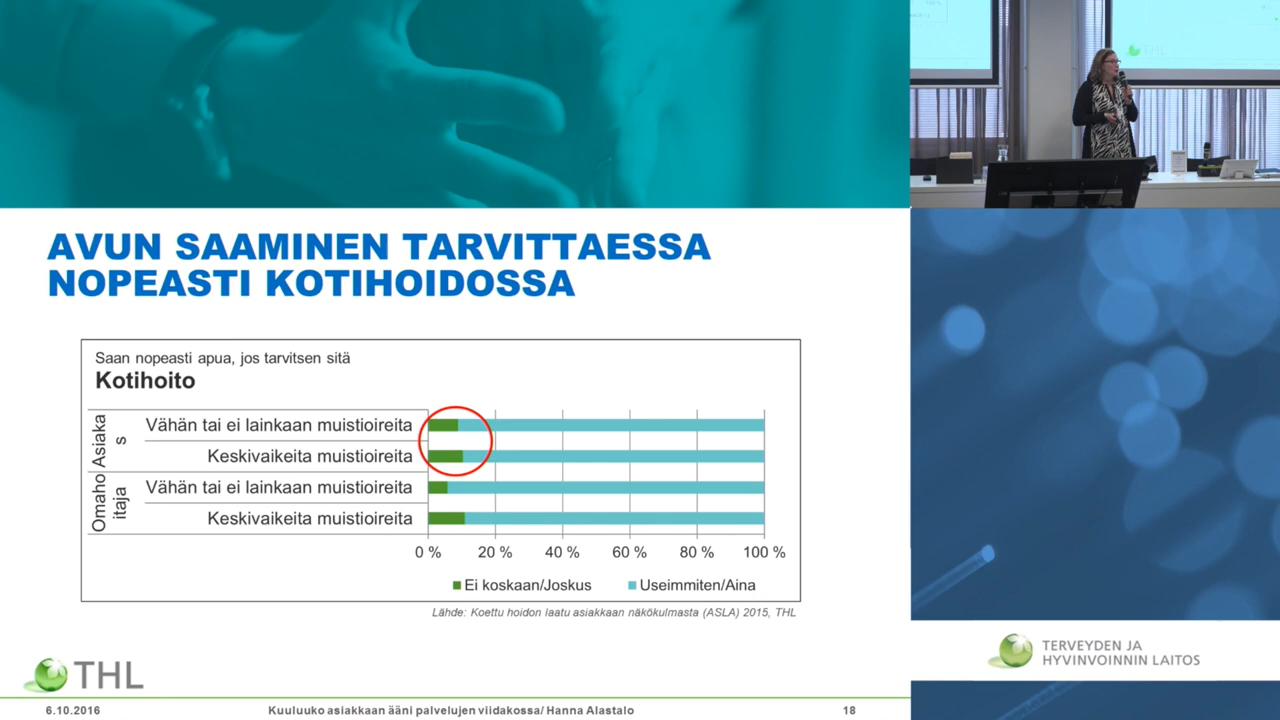 THL
AVUN SAAMINEN TARVITTAESSA
NOPEASTI KOTIHOIDOSSA
Saan nopeasti apua, jos tarvitsen sitä
Kotihoito
Asiaka
s
Vähän tai ei lainkaan muistioireita
Keskivaikeita muistioireita
Omaho
itaja
Vähän tai ei lainkaan muistioireita
Keskivaikeita muistioireita
0 % 20 % 40 % 60 % 80 % 100 %
Ei koskaan/Joskus Useimmiten/Aina
Lähde: Koettu hoidon laatu asiakkaan näkökulmasta (ASLA) 2015, THL
THL
TERVEYDEN JA
HYVINVOINNIN LAITOS
6.10.2016 Kuuluuko asiakkaan ääni palvelujen viidakossa/ Hanna Alastalo 18